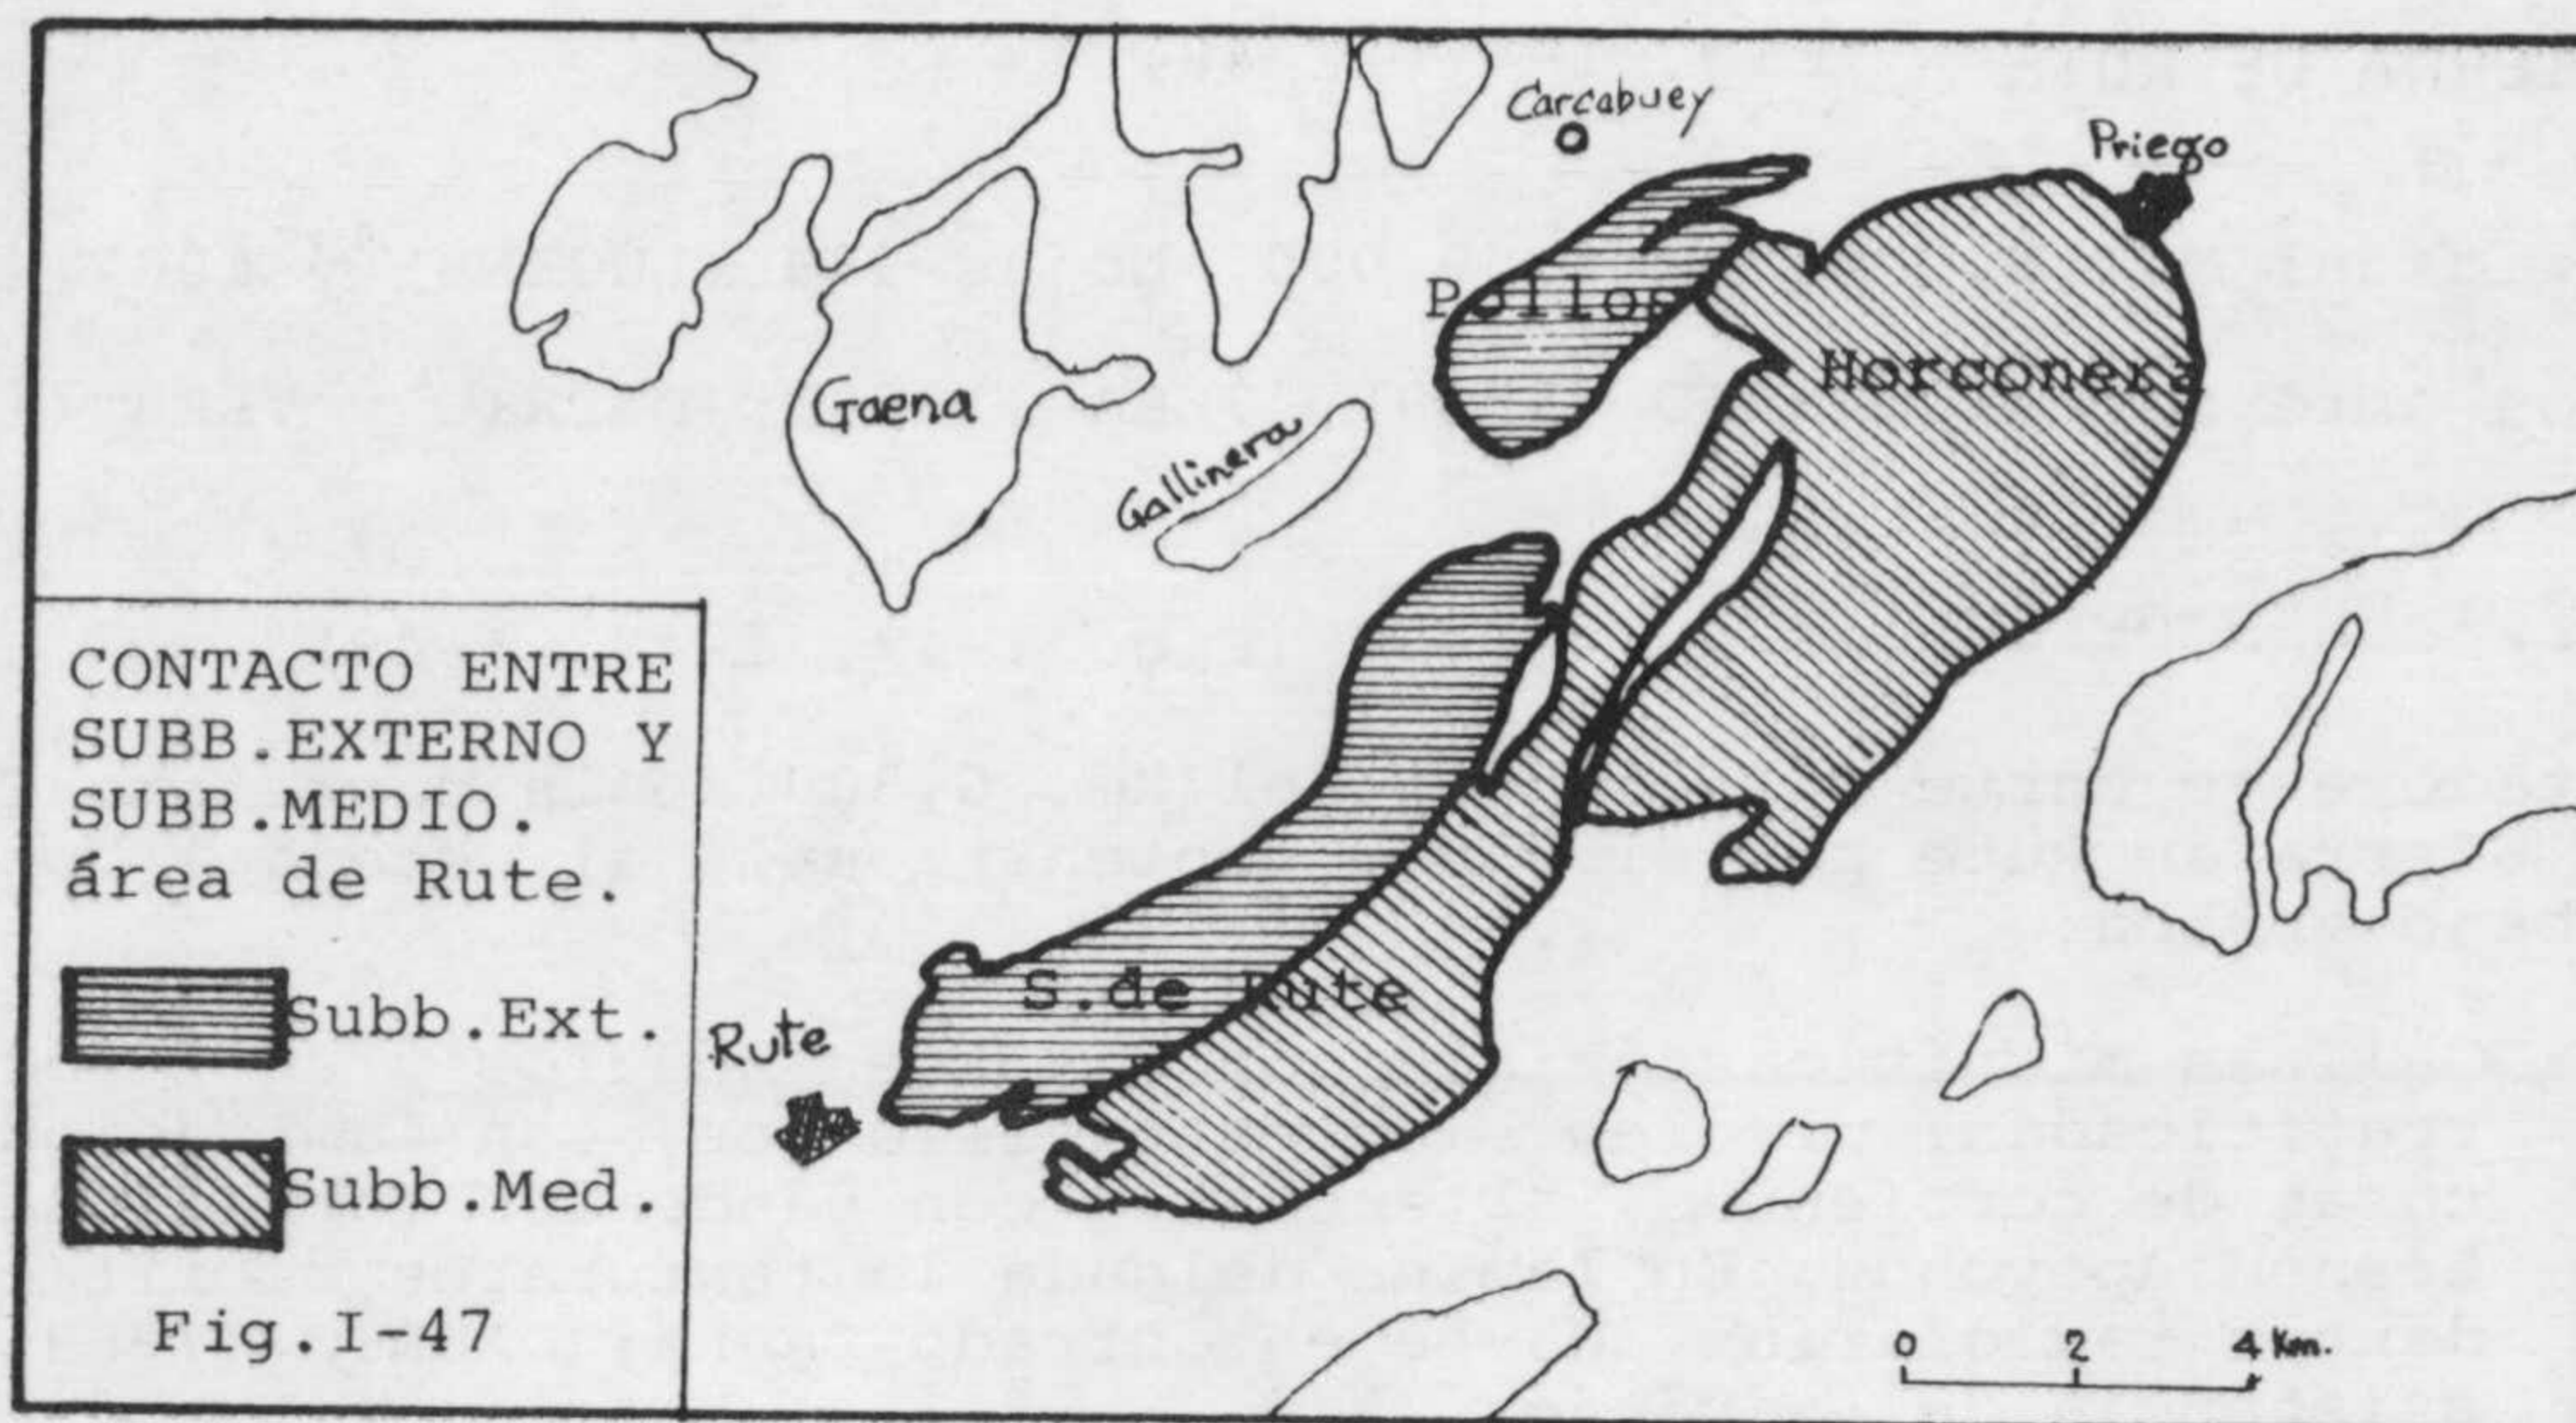 Carcabuey
Priego
Pollos
Horconera
Gaena
Gallinera
CONTACTO ENTRE
SUBB.EXTERNO Y
SUBB.MEDIO.
área de Rute.
Subb.Ext.
Subb.Med.
Fig.I-47
S.de Rute
Rute
0 2 4 Km.